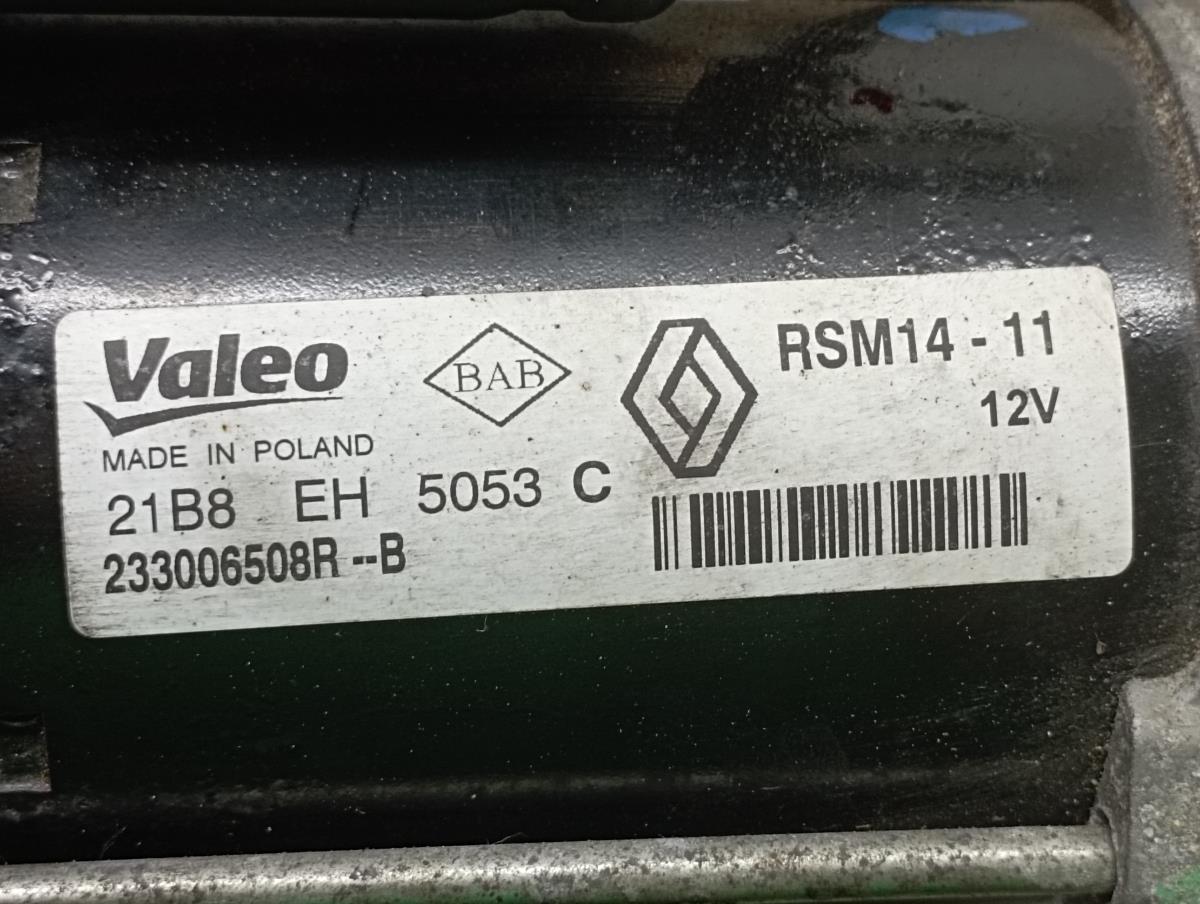 Valeo
BAB
RSM14 - 11
12V
MADE IN POLAND
21B8 EH 5053 C
233006508R --B